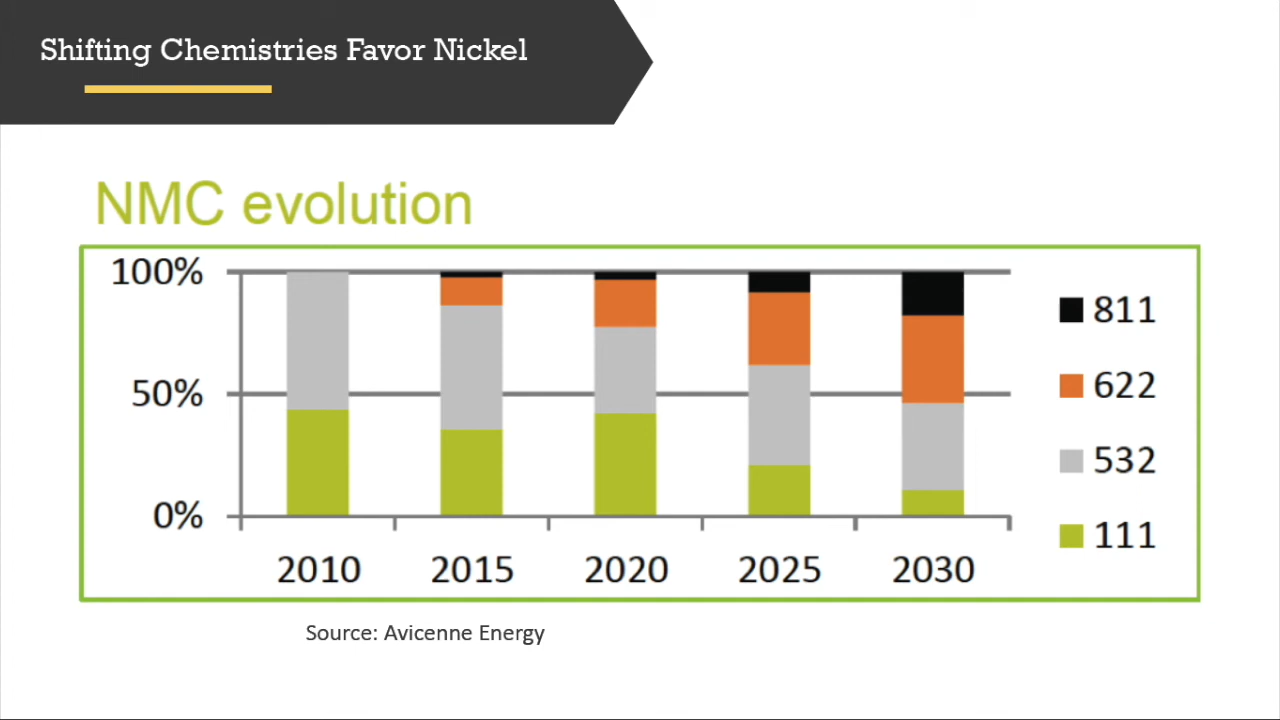 Shifting Chemistries Favor Nickel
NMC evolution
100%
50%
0%
2010 2015 2020 2025 2030
811
622
532
111
Source: Avicenne Energy